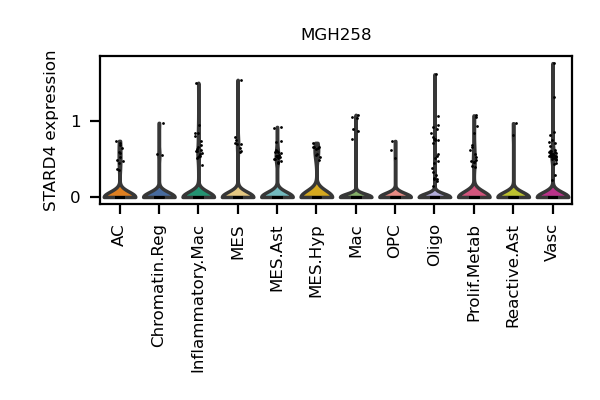 MGH258
STARD4 expression
1
0
AC
Chromatin.Reg
Inflammatory.Mac
MES
MES.Ast
MES.Hyp
Mac
OPC
Oligo
Prolif.Metab
Reactive.Ast
Vasc